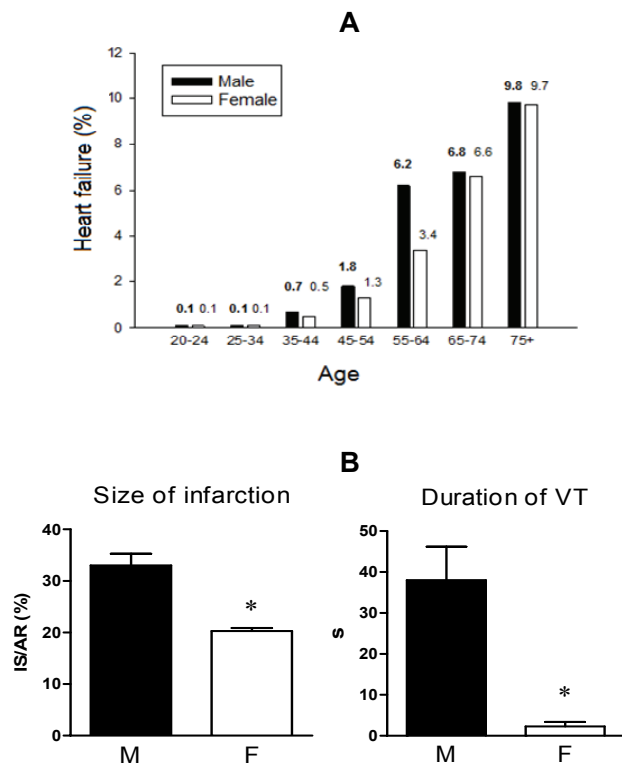 A
Heart failure (%)
12
10
8
6
4
2
0
Male
Female
0.1 0.1
0.1 0.1
0.7 0.5
1.8 1.3
6.2 3.4
6.8 6.6
9.8 9.7
20-24 25-34 35-44 45-54 55-64 65-74 75+
Age
B
Size of infarction
IS/AR (%)
40
30
20
10
0
*
M F
Duration of VT
s
50
40
30
20
10
0
*
M F